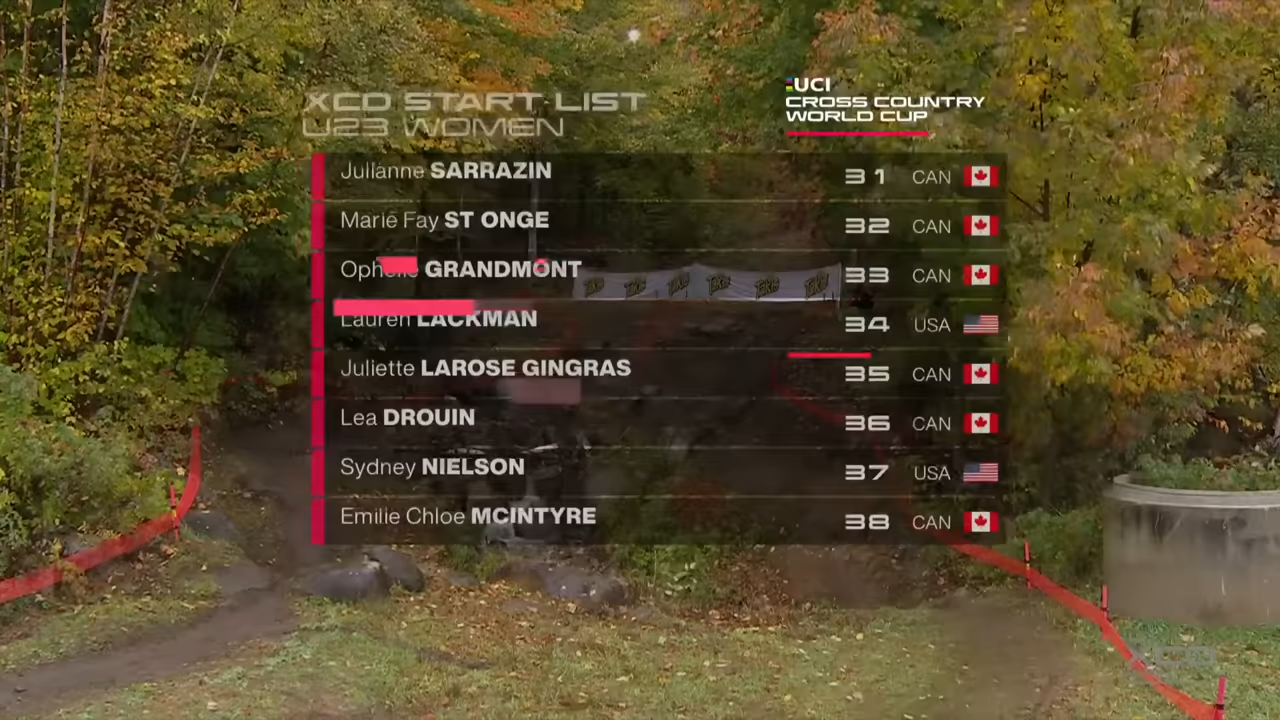 XCD START LIST
U23 WOMEN
UCI
CROSS COUNTRY
WORLD CUP
Julianne SARRAZIN 31 CAN
Marie Fay ST ONGE 32 CAN
GRANDMONT 33 CAN
Lauren LACKMAN 34 USA
Juliette LAROSE GINGRAS 35 CAN
Lea DROUIN 36 CAN
Sydney NIELSON 37 USA
Emilie Chloe MCINTYRE 38 CAN